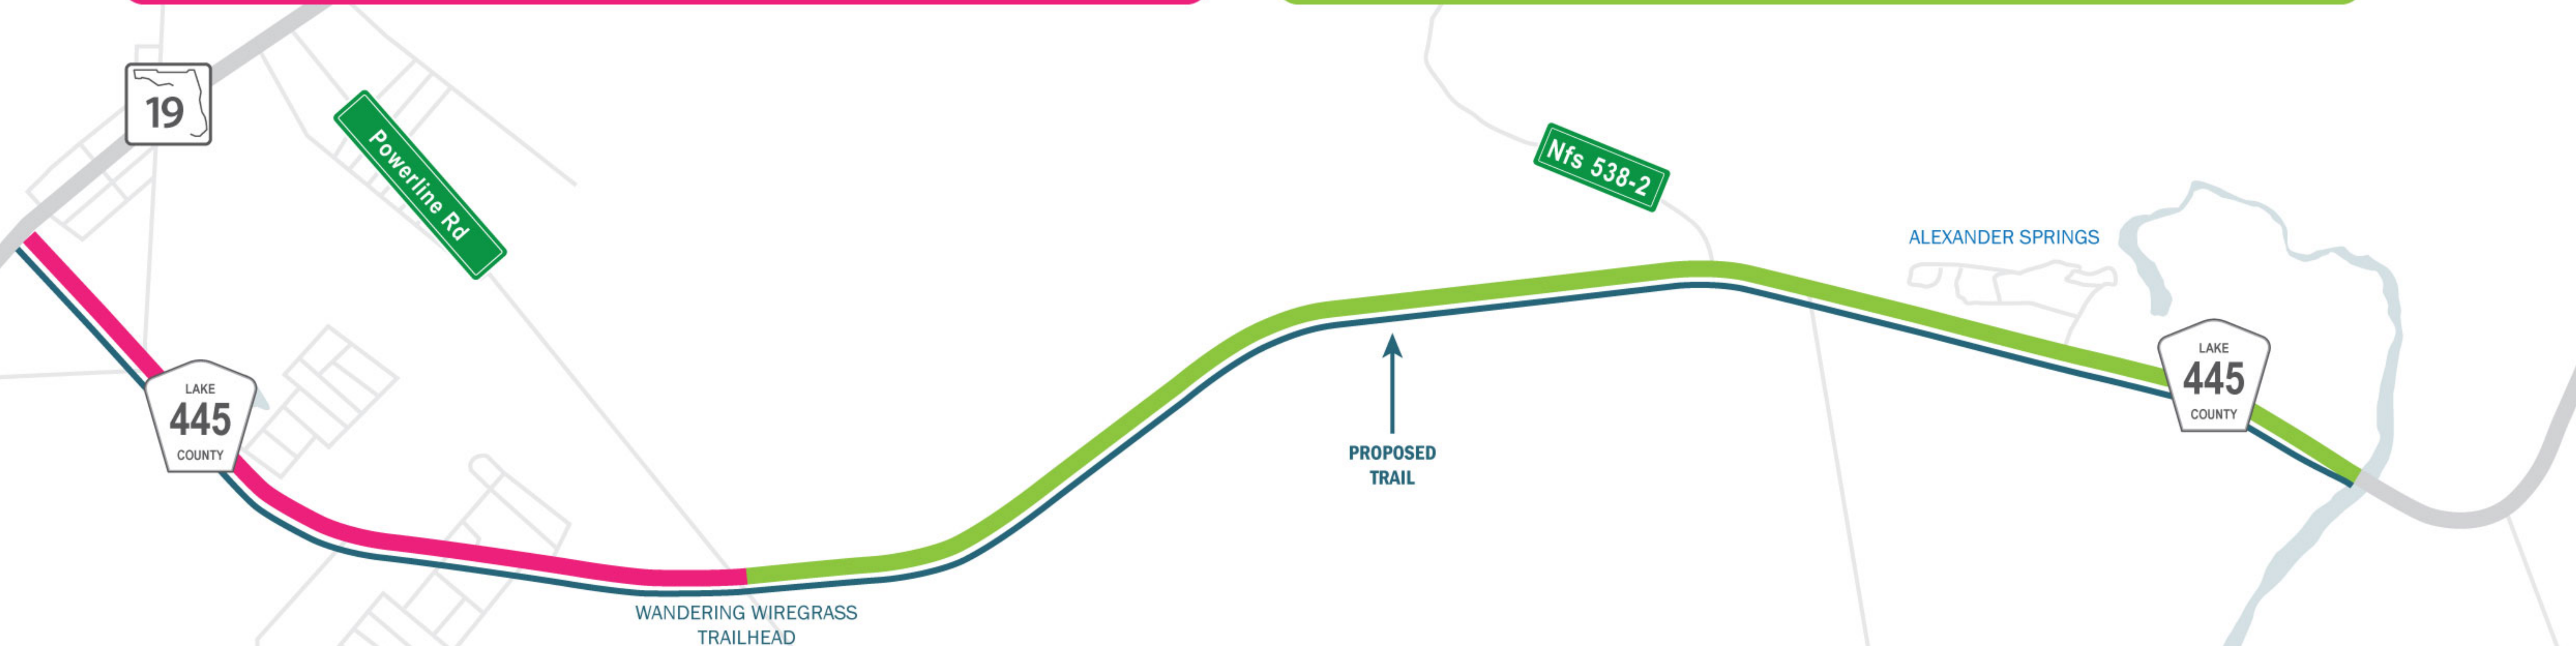 19
Powerline Rd
Nfs 538-2
ALEXANDER SPRINGS
LAKE
445
COUNTY
LAKE
445
COUNTY
PROPOSED
TRAIL
WANDERING WIREGRASS
TRAILHEAD